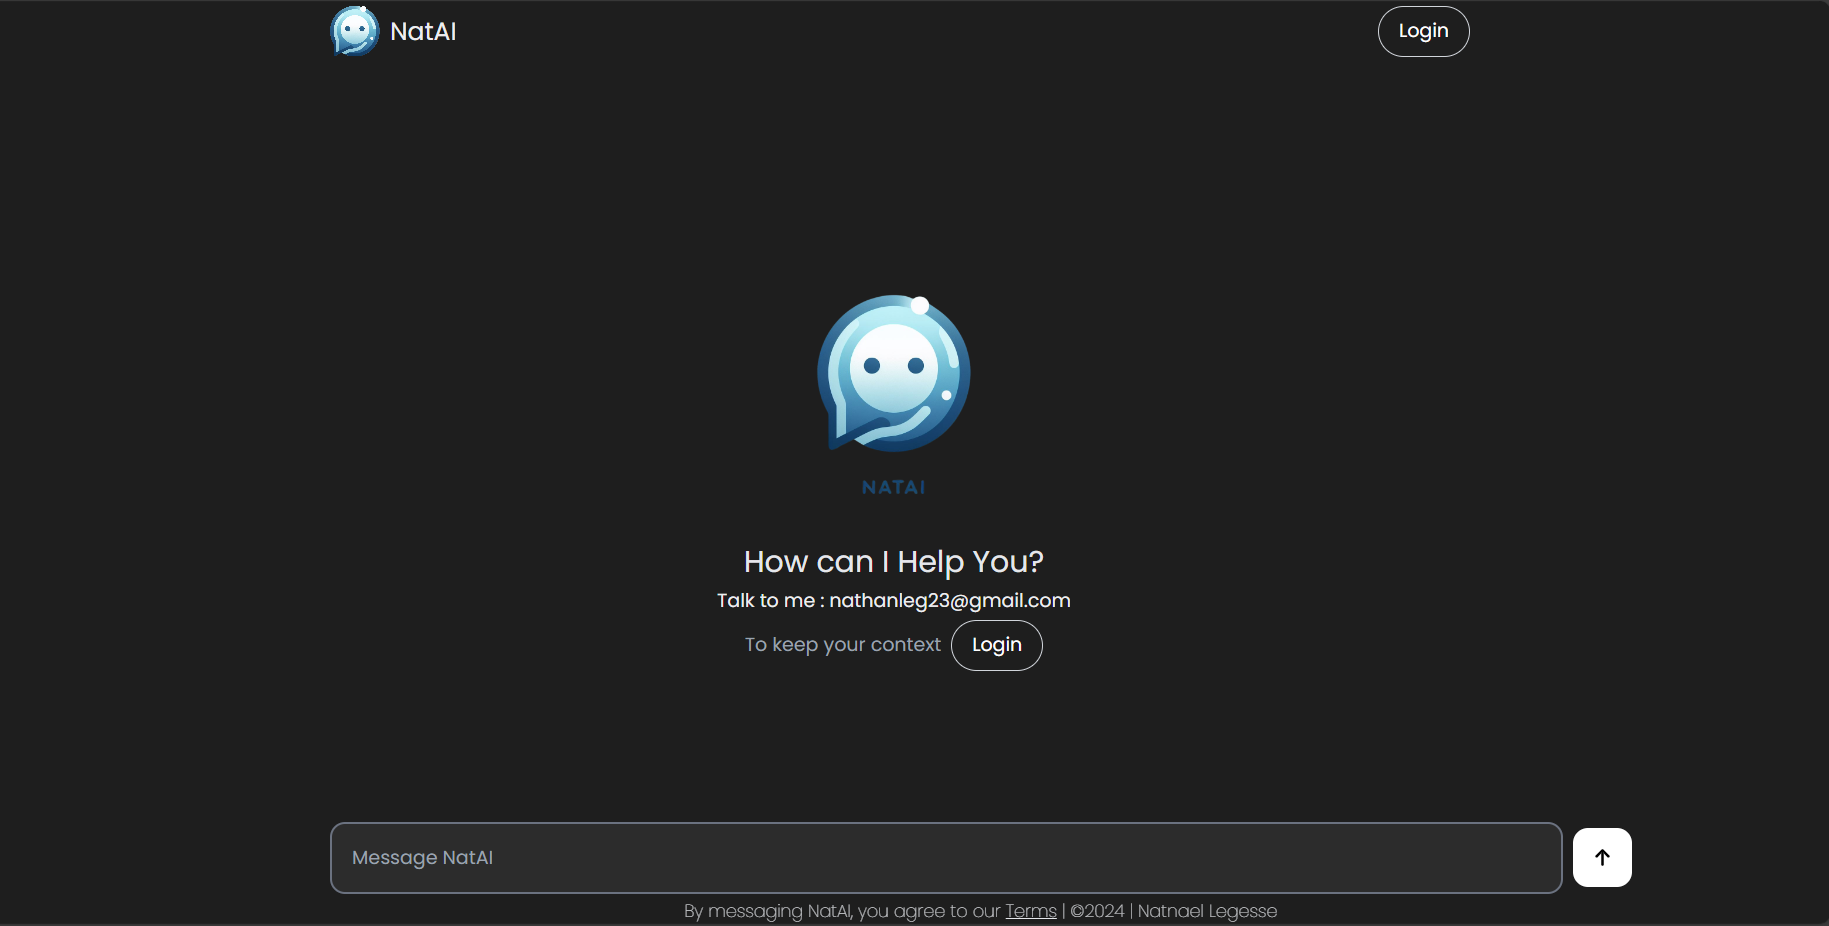 NatAI
Login
NATAI
How can I Help You?
Talk to me : nathanleg23@gmail.com
To keep your context Login
Message NatAI
By messaging NatAI, you agree to our Terms | ©2024 | Natnael Legesse